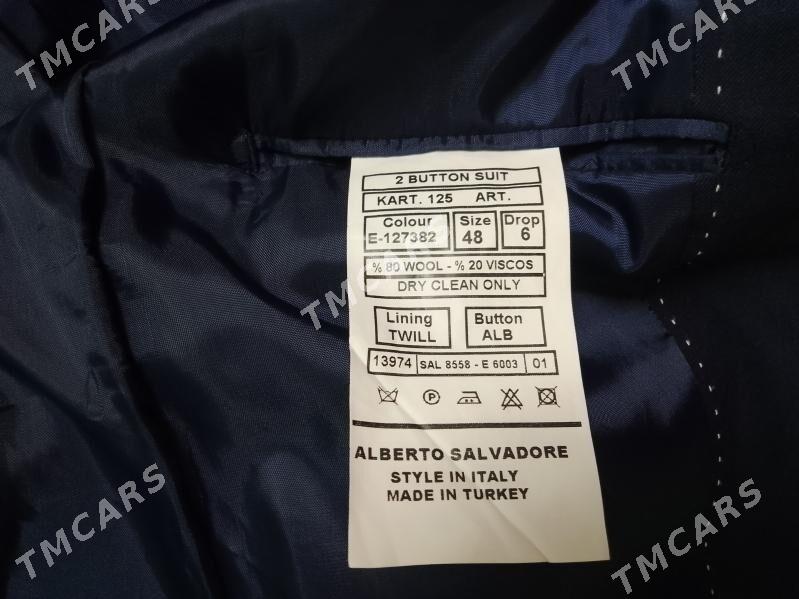 TMCARS
TMCARS
2 BUTTON SUIT
KART. 125 ART.
Colour
E-127382
Size
48
Drop
6
% 80 WOOL - % 20 VISCOS
DRY CLEAN ONLY
TMCARS
Lining
TWILL
Button
ALB
13974 SAL 8558 - E 6003 01
P
ALBERTO SALVADORE
STYLE IN ITALY
MADE IN TURKEY
TMCARS
TMCARS